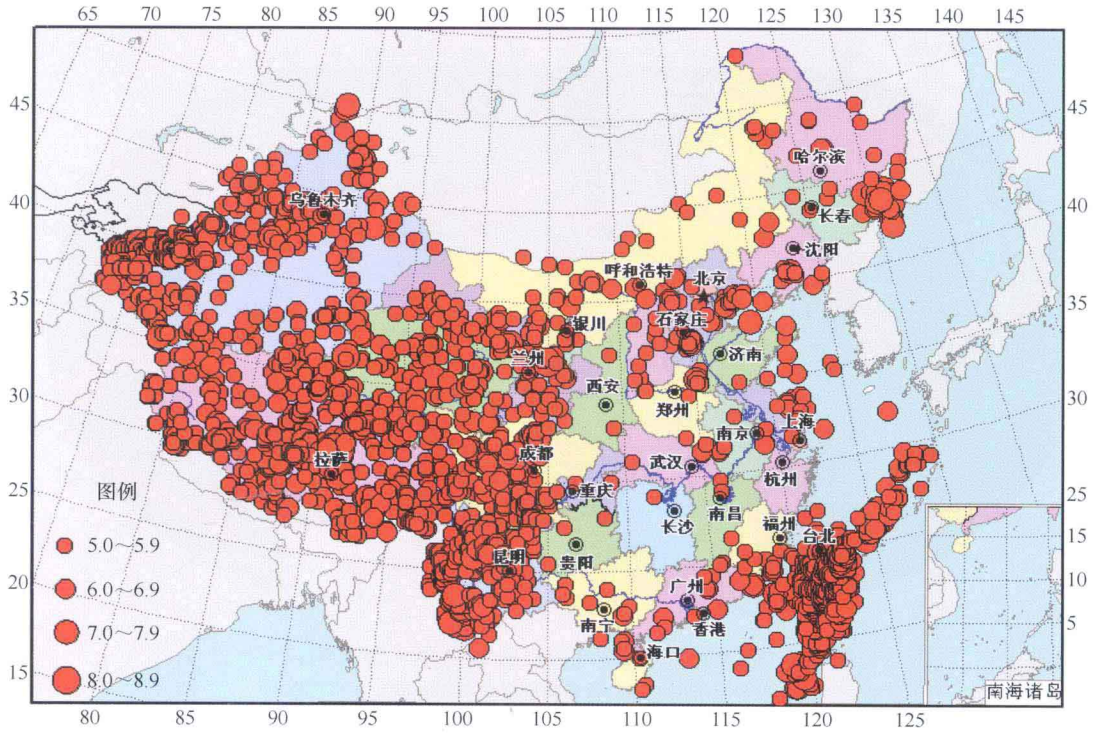 65 70 75 80 85 90 95 100 105 110 115 120 125 130 135 140 145
45 45
哈尔滨
乌鲁木齐
40 长春 40
沈阳
呼和浩特 北京
35 银川 石家庄 35
兰州 济南
30 西安 郑州 30
南京 上海
拉萨 成都 武汉 杭州
25 图例 重庆 南昌 25
长沙 福州
5.0～5.9 昆明 贵阳 台北 15
20 6.0～6.9 广州 10
南宁 香港
7.0～7.9 5
海口
15 8.0～8.9 南海诸岛
80 85 90 95 100 105 110 115 120 125